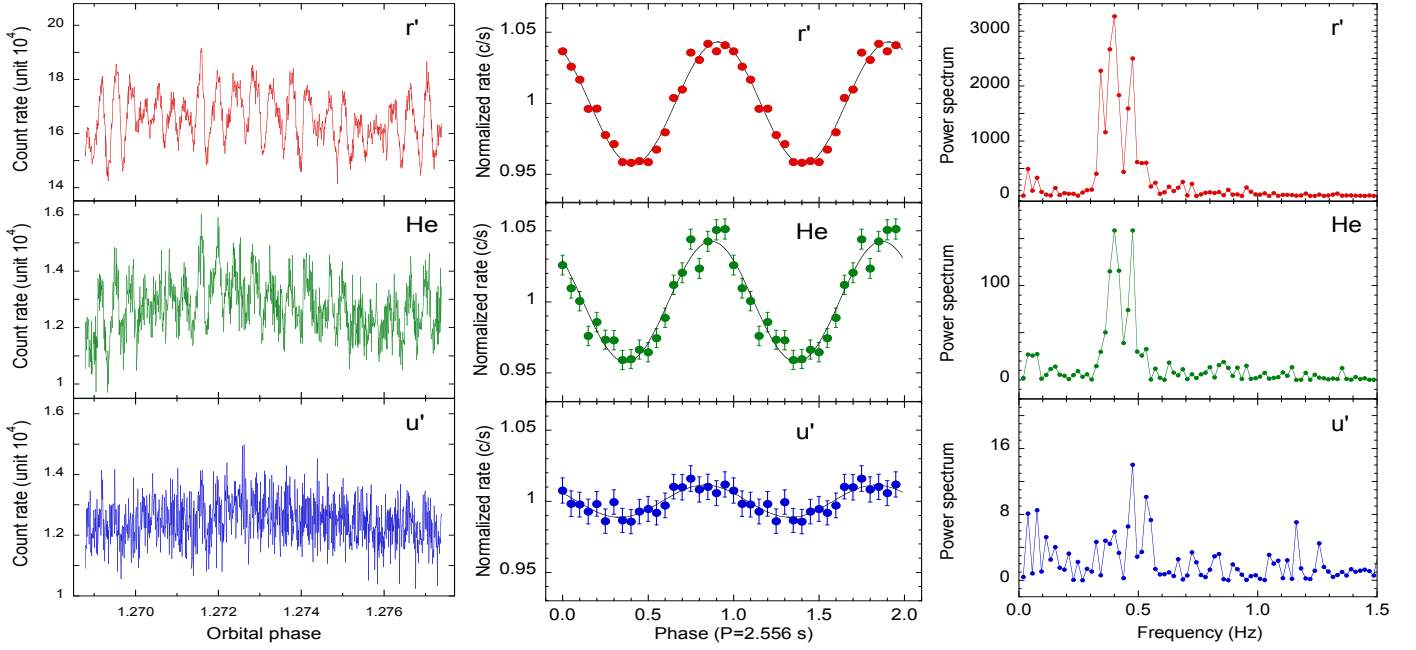 Count rate (unit 10⁴)
20
18
16
14
r'
Count rate (unit 10⁴)
1.6
1.4
1.2
1
He
Count rate (unit 10⁴)
1.6
1.4
1.2
1
u'
1.270 1.272 1.274 1.276
Orbital phase
Normalized rate (c/s)
1.05
1
0.95
r'
Normalized rate (c/s)
1.05
1
0.95
He
Normalized rate (c/s)
1.05
1
0.95
u'
0.0 0.5 1.0 1.5 2.0
Phase (P=2.556 s)
Power spectrum
3000
2000
1000
0
r'
Power spectrum
100
0
He
Power spectrum
16
8
0
u'
0.0 0.5 1.0 1.5
Frequency (Hz)